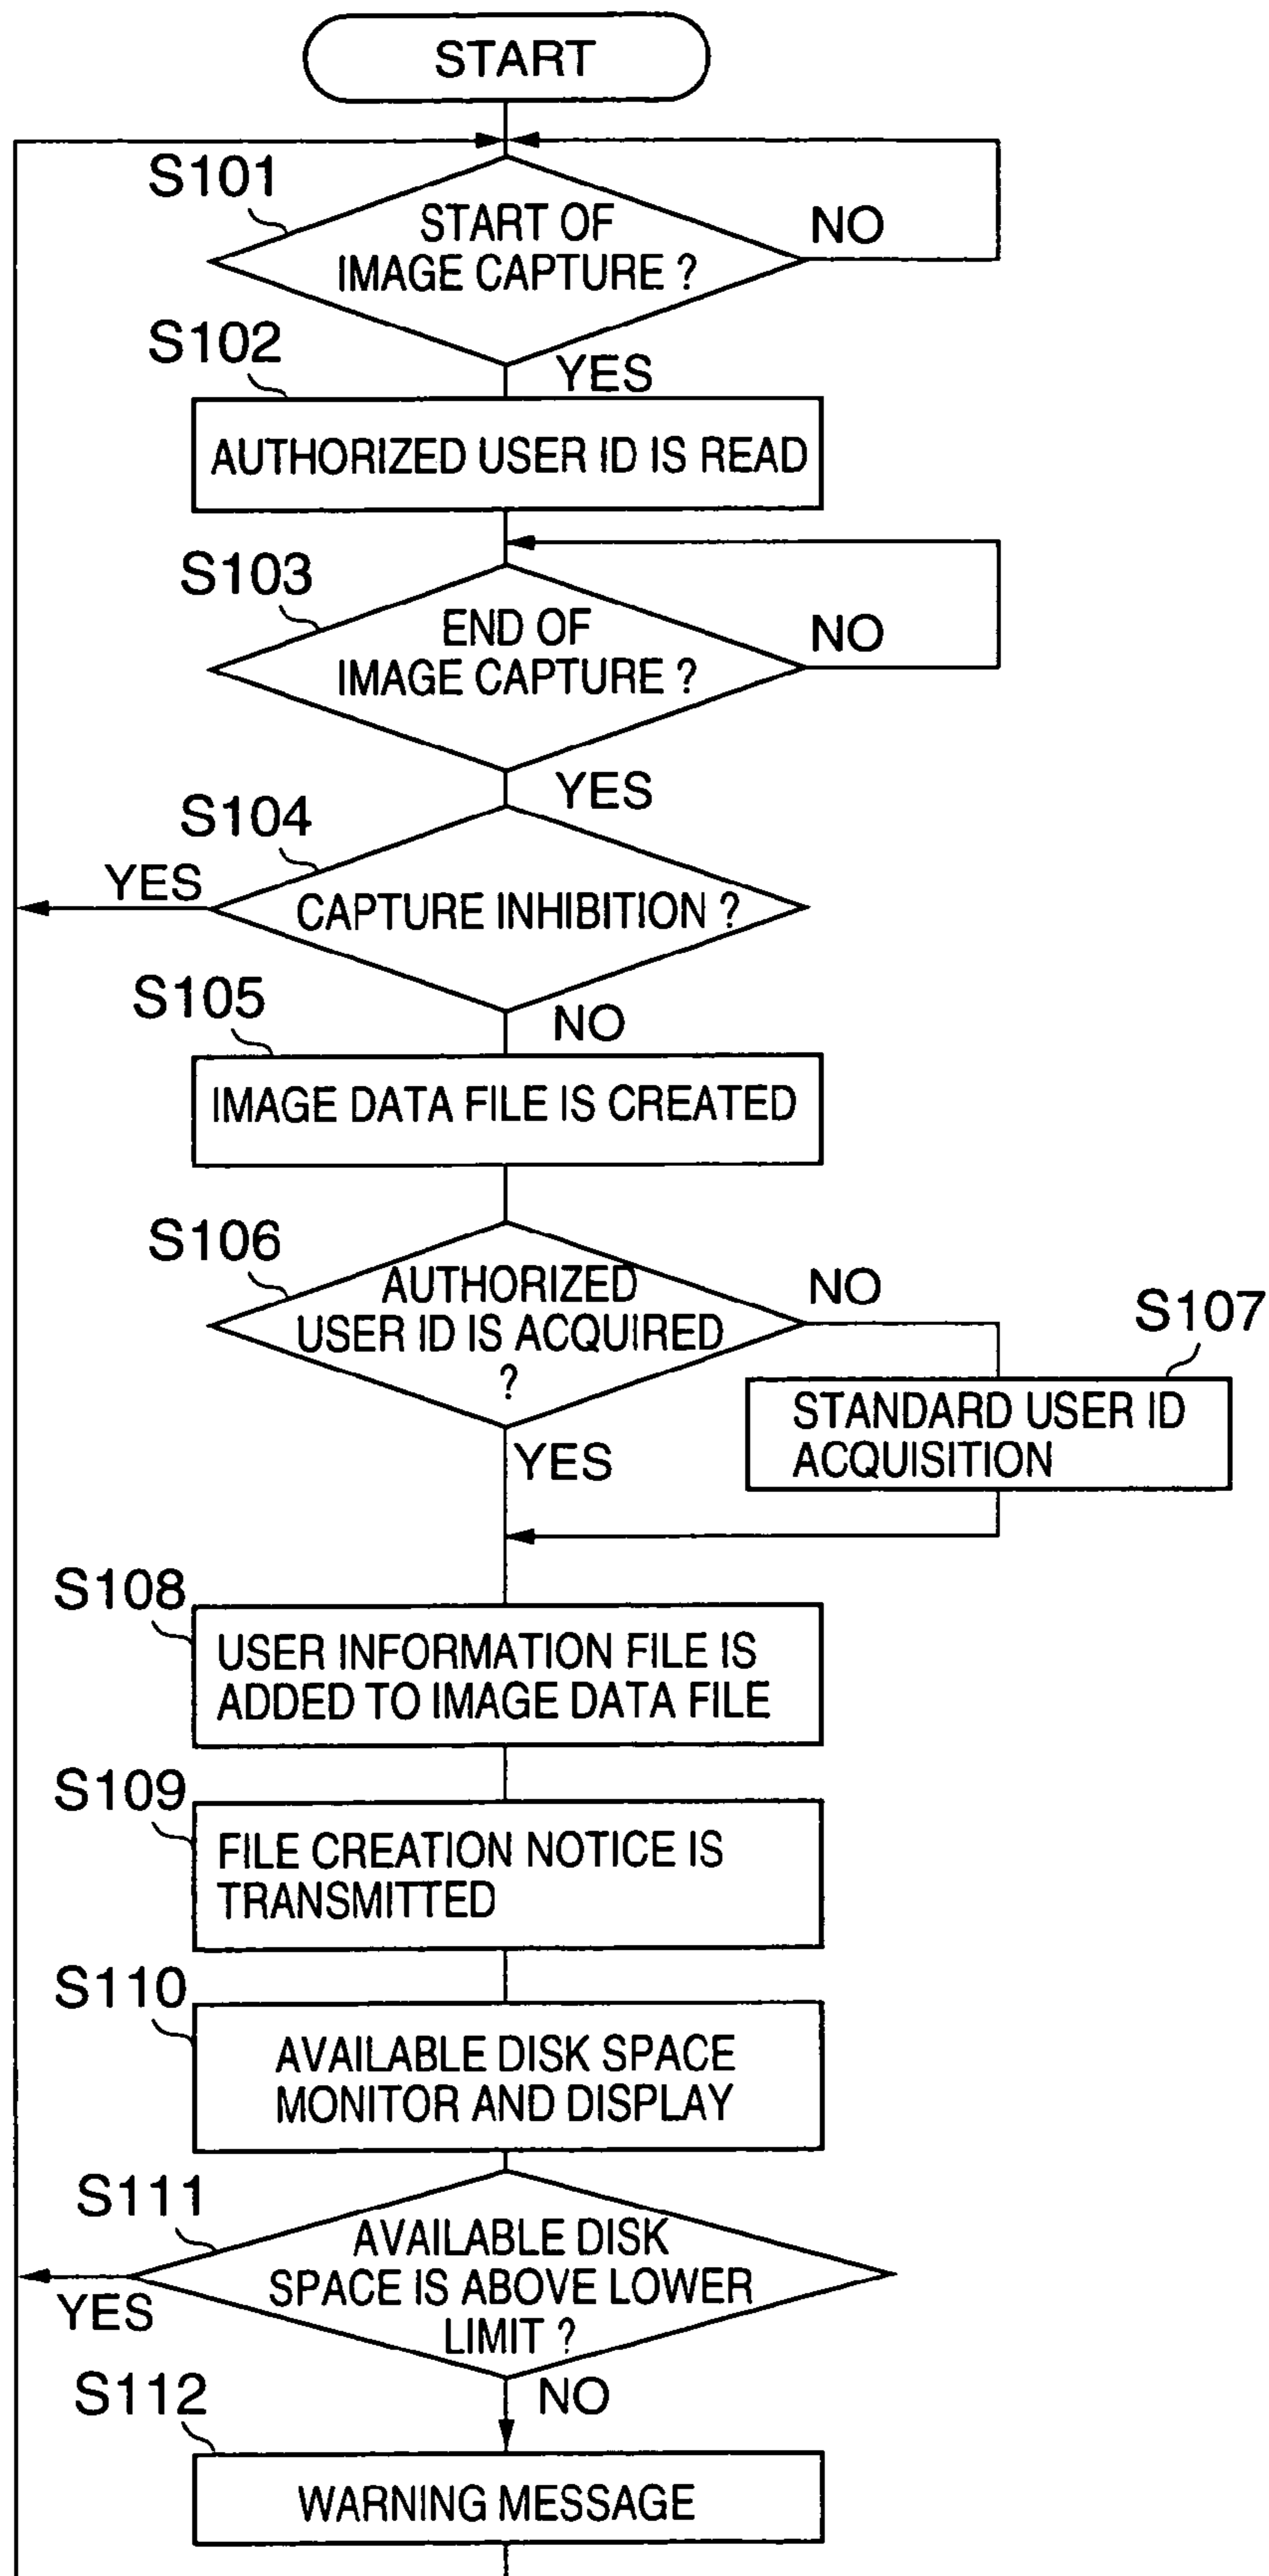 START
S101
START OF
IMAGE CAPTURE ?
NO
YES
S102
AUTHORIZED USER ID IS READ
S103
END OF
IMAGE CAPTURE ?
NO
YES
S104
YES
CAPTURE INHIBITION ?
NO
S105
IMAGE DATA FILE IS CREATED
S106
AUTHORIZED
USER ID IS ACQUIRED
?
NO
YES
S107
STANDARD USER ID
ACQUISITION
S108
USER INFORMATION FILE IS
ADDED TO IMAGE DATA FILE
S109
FILE CREATION NOTICE IS
TRANSMITTED
S110
AVAILABLE DISK SPACE
MONITOR AND DISPLAY
S111
AVAILABLE DISK
SPACE IS ABOVE LOWER
LIMIT ?
YES
NO
S112
WARNING MESSAGE